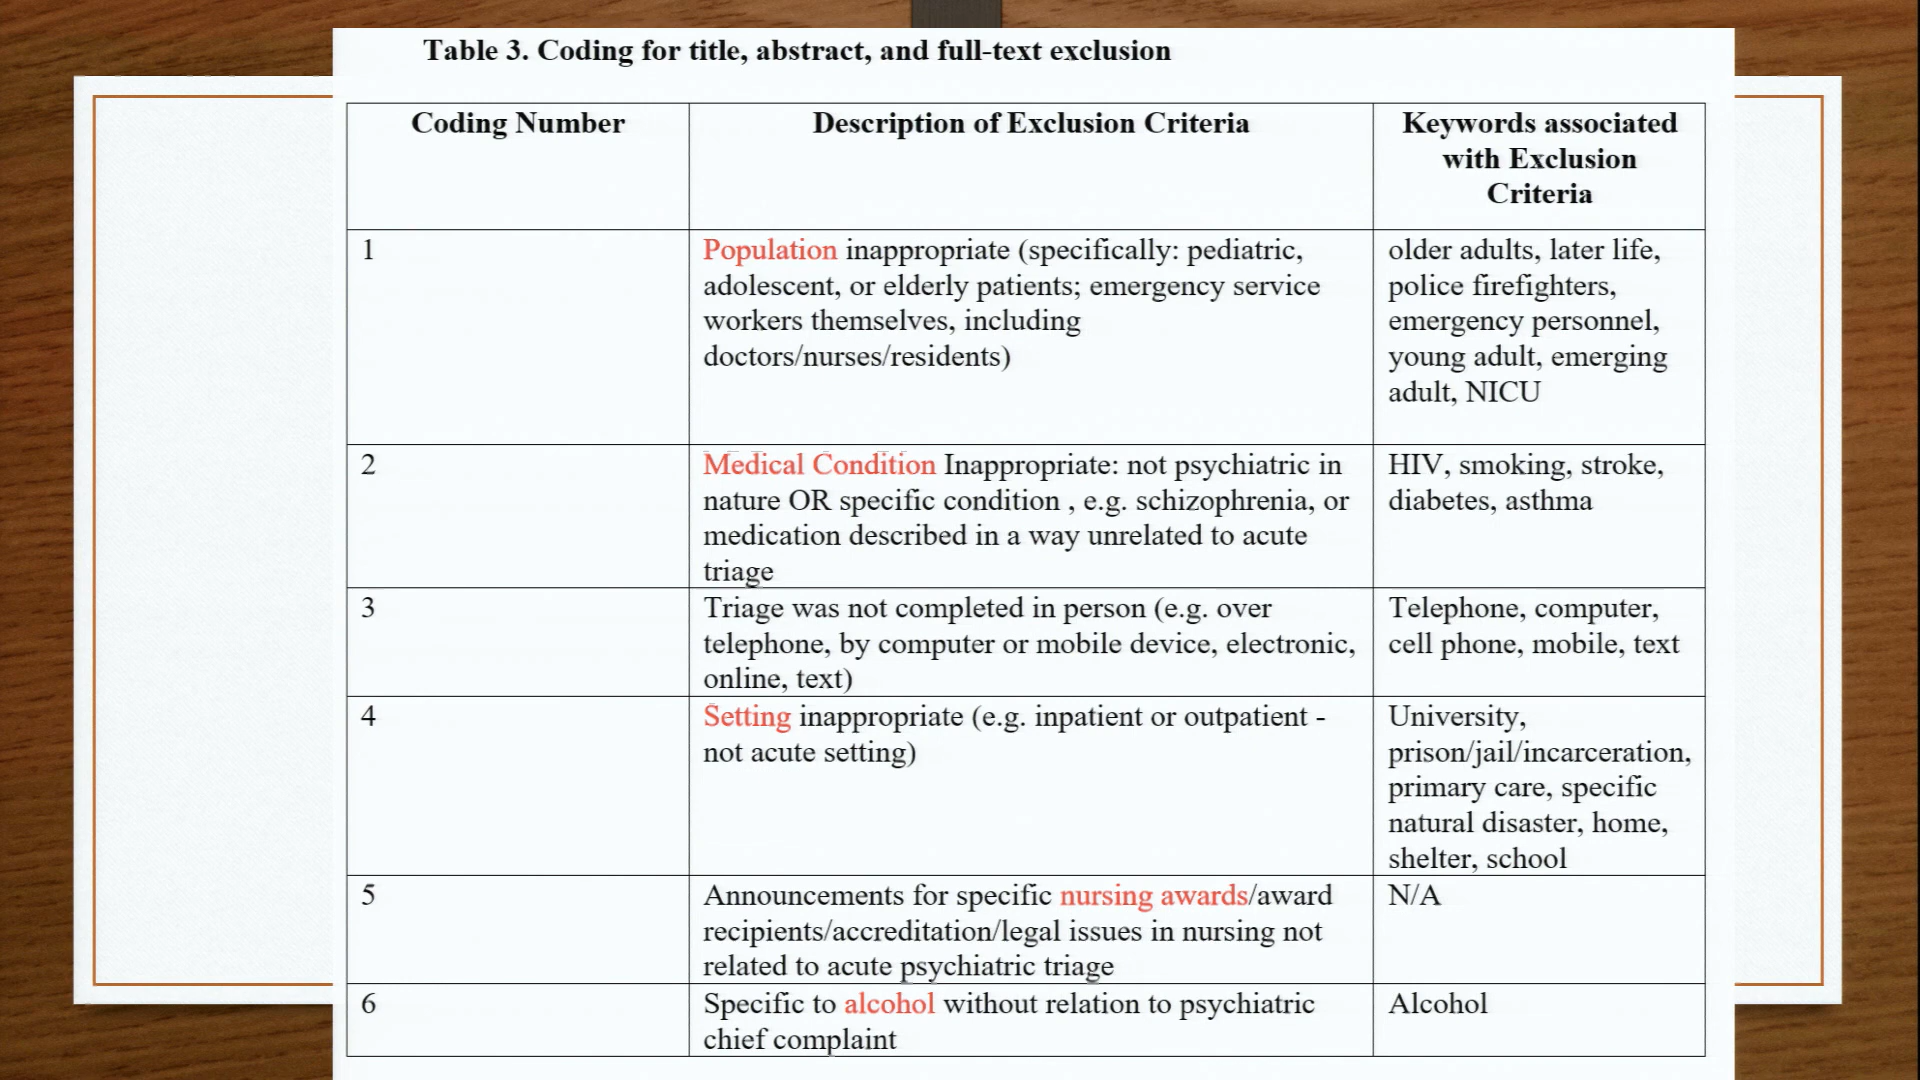 Table 3. Coding for title, abstract, and full-text exclusion
Coding Number
Description of Exclusion Criteria
Keywords associated
with Exclusion
Criteria
1
Population inappropriate (specifically: pediatric,
adolescent, or elderly patients; emergency service
workers themselves, including
doctors/nurses/residents)
older adults, later life,
police firefighters,
emergency personnel,
young adult, emerging
adult, NICU
2
Medical Condition Inappropriate: not psychiatric in
nature OR specific condition , e.g. schizophrenia, or
medication described in a way unrelated to acute
triage
HIV, smoking, stroke,
diabetes, asthma
3
Triage was not completed in person (e.g. over
telephone, by computer or mobile device, electronic,
online, text)
Telephone, computer,
cell phone, mobile, text
4
Setting inappropriate (e.g. inpatient or outpatient -
not acute setting)
University,
prison/jail/incarceration,
primary care, specific
natural disaster, home,
shelter, school
5
Announcements for specific nursing awards/award
recipients/accreditation/legal issues in nursing not
related to acute psychiatric triage
N/A
6
Specific to alcohol without relation to psychiatric
chief complaint
Alcohol